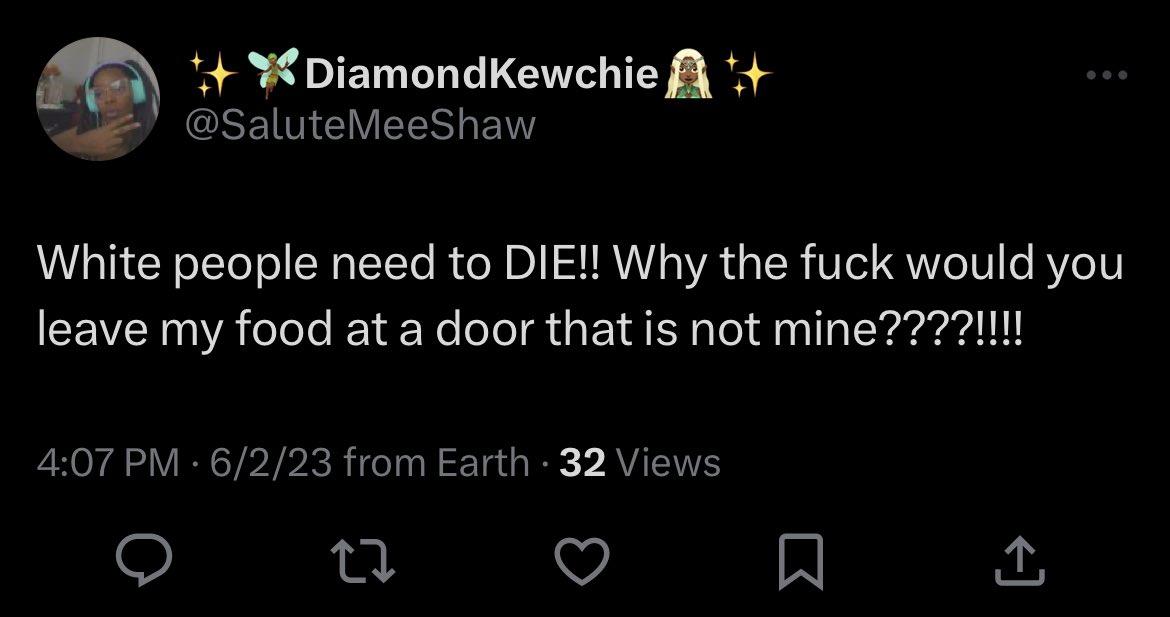 ✨🧚DiamondKewchie🧝✨
@SaluteMeeShaw
White people need to DIE!! Why the fuck would you
leave my food at a door that is not mine????!!!!
4:07 PM · 6/2/23 from Earth · 32 Views